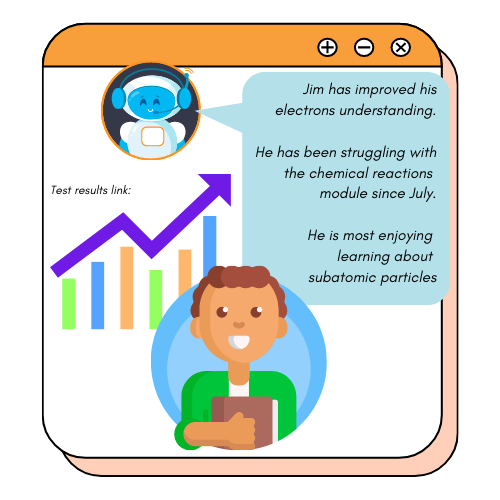 Jim has improved his
electrons understanding.
He has been struggling with
the chemical reactions
module since July.
He is most enjoying
learning about
subatomic particles
Test results link: